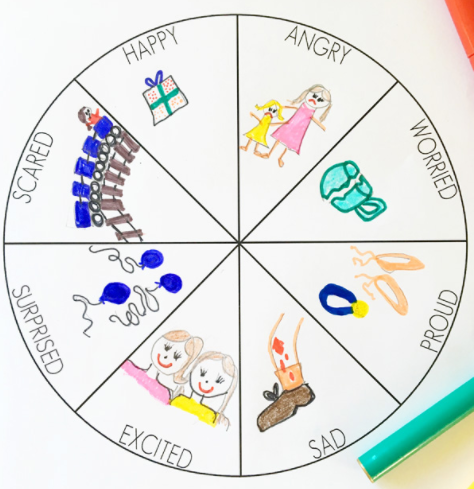 HAPPY
ANGRY
WORRIED
PROUD
SAD
EXCITED
SURPRISED
SCARED